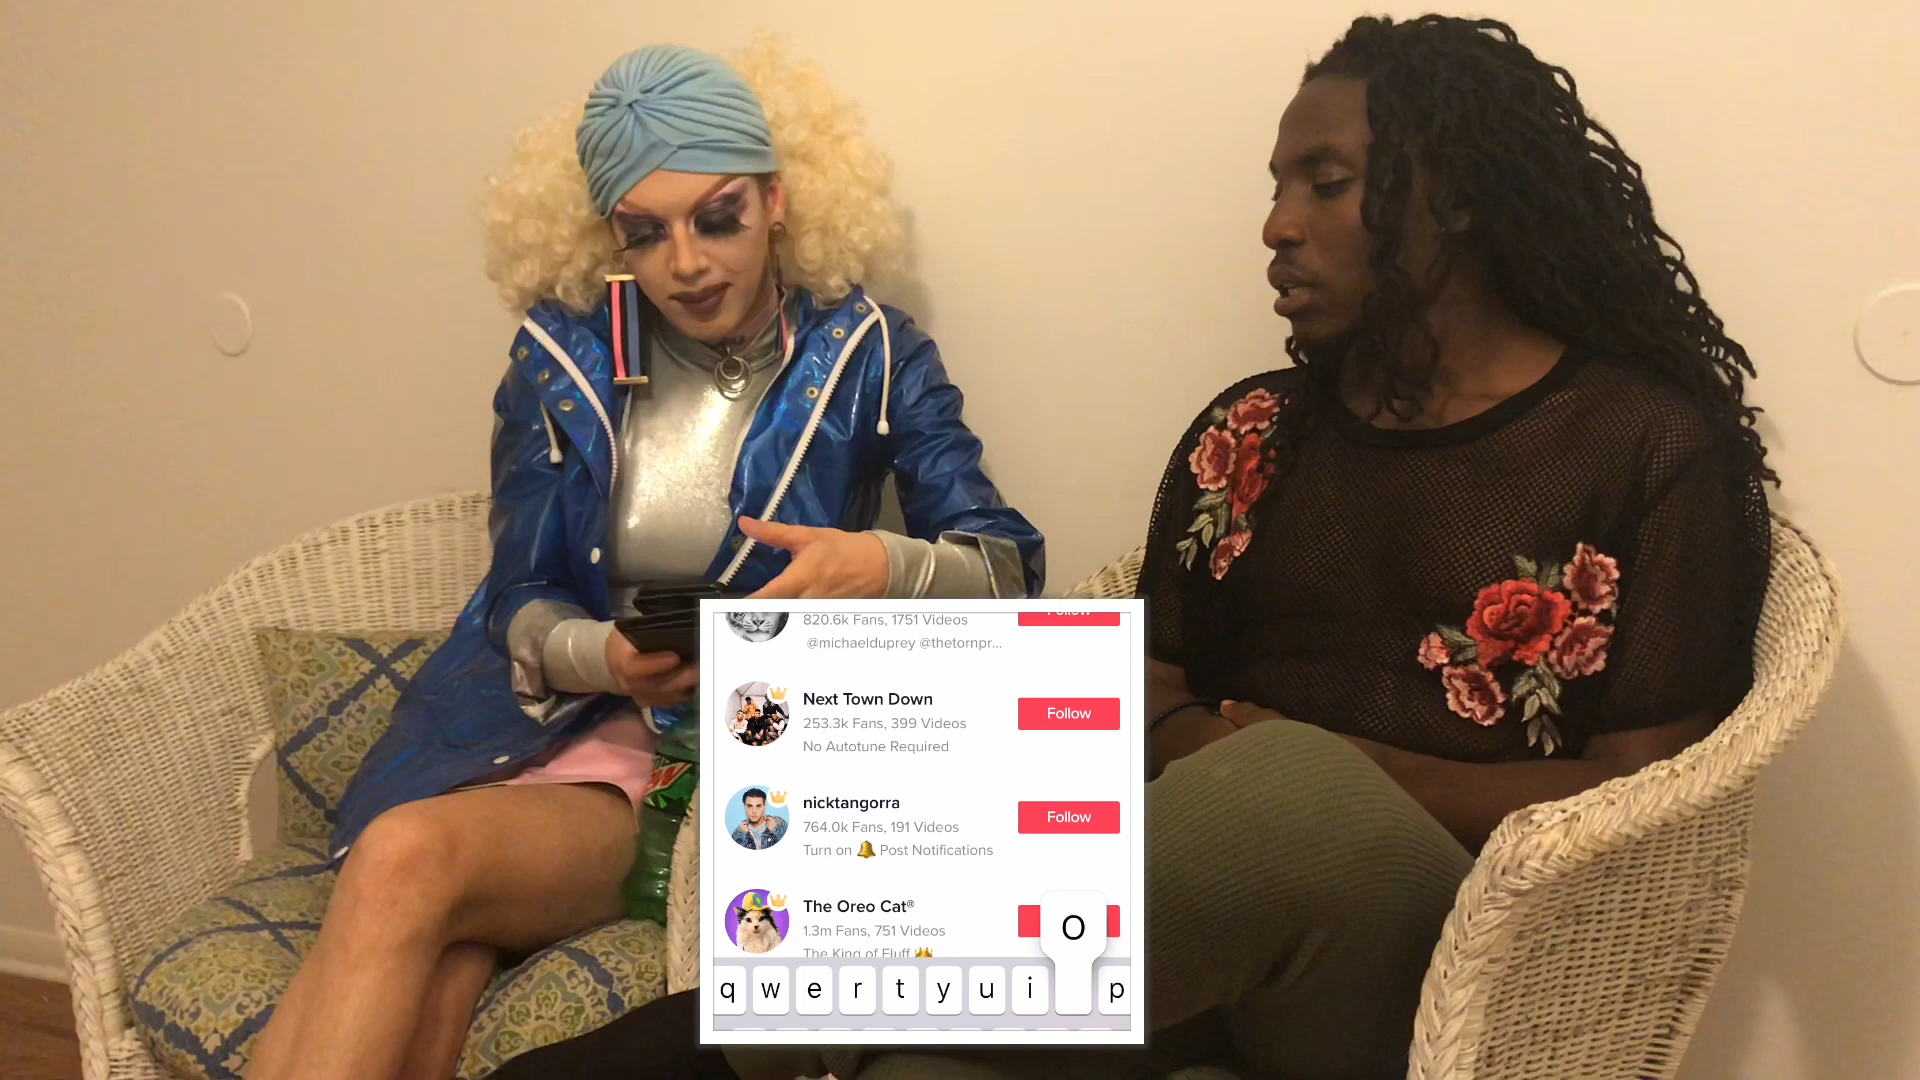 Follow
820.6k Fans, 1751 Videos
@michaelduprey @thetornpr...
Next Town Down
253.3k Fans, 399 Videos
No Autotune Required
Follow
nicktangorra
764.0k Fans, 191 Videos
Turn on 🔔 Post Notifications
Follow
The Oreo Cat®
1.3m Fans, 751 Videos
The King of Fluff 👑
O
q w e r t y u i p